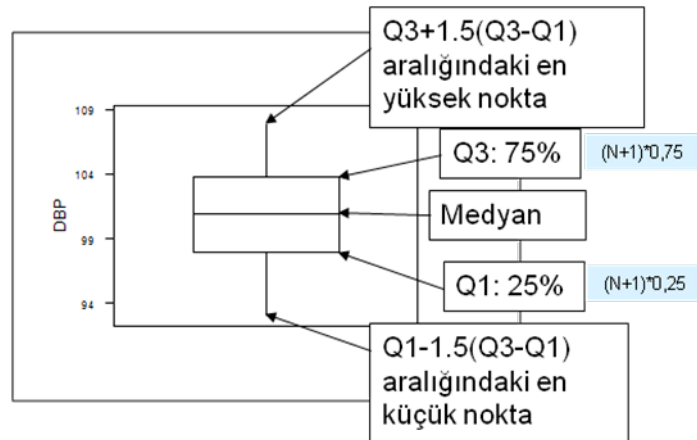 Q3+1.5(Q3-Q1)
aralığındaki en
yüksek nokta
109
104
99
94
DBP
Q3: 75%
(N+1)*0,75
Medyan
Q1: 25%
(N+1)*0,25
Q1-1.5(Q3-Q1)
aralığındaki en
küçük nokta